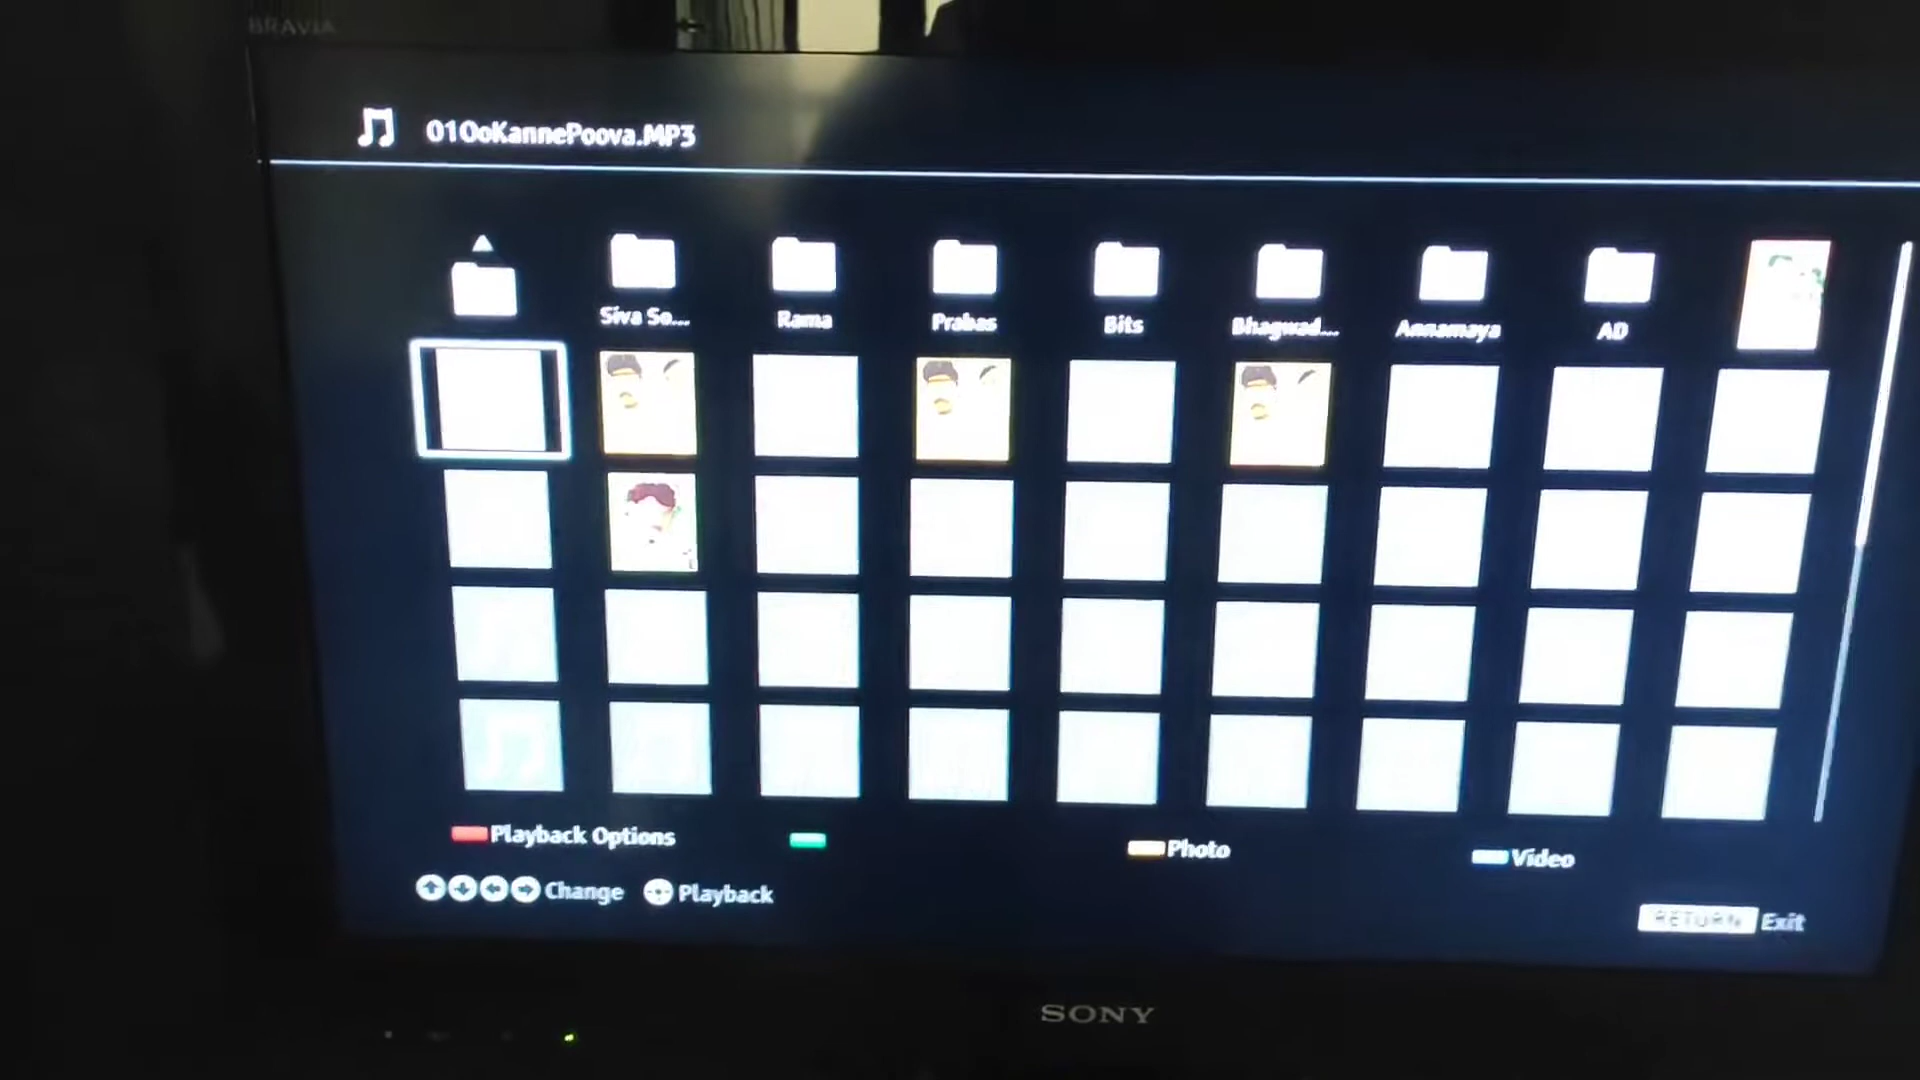 BRAVIA
01OoKannePoova.MP3
Siva So...
Rama
Prabas
Bits
Bhagwad...
Annamaya
AD
Playback Options
Photo
Video
Change
Playback
RETURN Exit
SONY